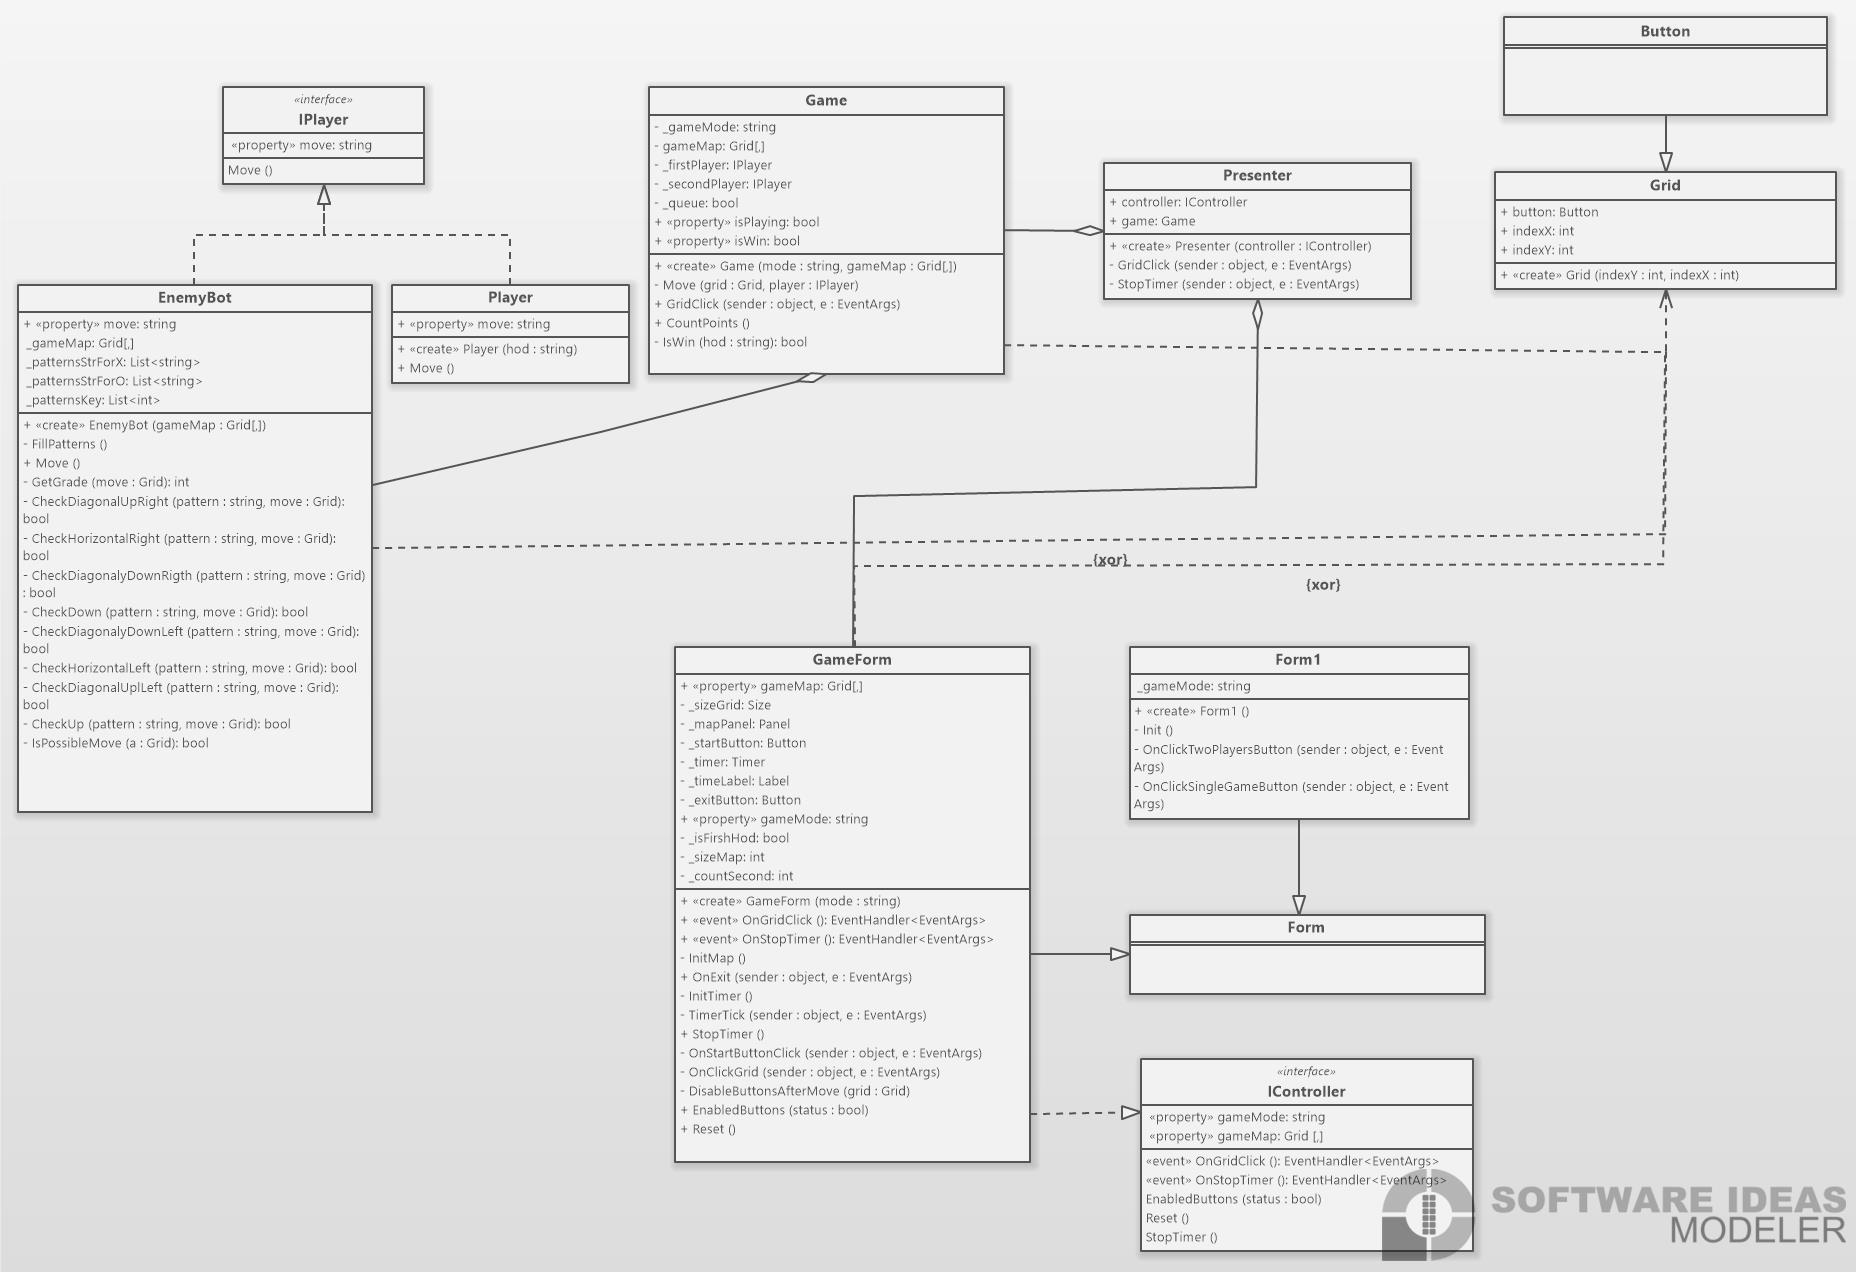 Button
«interface»
IPlayer
«property» move: string
Move ()
Game
- _gameMode: string
- gameMap: Grid[,]
- _firstPlayer: IPlayer
- _secondPlayer: IPlayer
- _queue: bool
+ «property» isPlaying: bool
+ «property» isWin: bool
+ «create» Game (mode : string, gameMap : Grid[,])
- Move (grid : Grid, player : IPlayer)
+ GridClick (sender : object, e : EventArgs)
+ CountPoints ()
- IsWin (hod : string): bool
Presenter
+ controller: IController
+ game: Game
+ «create» Presenter (controller : IController)
- GridClick (sender : object, e : EventArgs)
- StopTimer (sender : object, e : EventArgs)
Grid
+ button: Button
+ indexX: int
+ indexY: int
+ «create» Grid (indexY : int, indexX : int)
EnemyBot
+ «property» move: string
_gameMap: Grid[,]
_patternsStrForX: List<string>
_patternsStrForO: List<string>
_patternsKey: List<int>
+ «create» EnemyBot (gameMap : Grid[,])
- FillPatterns ()
+ Move ()
- GetGrade (move : Grid): int
- CheckDiagonalUpRight (pattern : string, move : Grid):
bool
- CheckHorizontalRight (pattern : string, move : Grid):
bool
- CheckDiagonalyDownRigth (pattern : string, move : Grid)
: bool
- CheckDown (pattern : string, move : Grid): bool
- CheckDiagonalyDownLeft (pattern : string, move : Grid):
bool
- CheckHorizontalLeft (pattern : string, move : Grid): bool
- CheckDiagonalUplLeft (pattern : string, move : Grid):
bool
- CheckUp (pattern : string, move : Grid): bool
- IsPossibleMove (a : Grid): bool
Player
+ «property» move: string
+ «create» Player (hod : string)
+ Move ()
{xor}
{xor}
GameForm
+ «property» gameMap: Grid[,]
- _sizeGrid: Size
- _mapPanel: Panel
- _startButton: Button
- _timer: Timer
- _timeLabel: Label
- _exitButton: Button
+ «property» gameMode: string
- _isFirshHod: bool
- _sizeMap: int
- _countSecond: int
+ «create» GameForm (mode : string)
+ «event» OnGridClick (): EventHandler<EventArgs>
+ «event» OnStopTimer (): EventHandler<EventArgs>
- InitMap ()
+ OnExit (sender : object, e : EventArgs)
- InitTimer ()
- TimerTick (sender : object, e : EventArgs)
+ StopTimer ()
- OnStartButtonClick (sender : object, e : EventArgs)
- OnClickGrid (sender : object, e : EventArgs)
- DisableButtonsAfterMove (grid : Grid)
+ EnabledButtons (status : bool)
+ Reset ()
Form1
_gameMode: string
+ «create» Form1 ()
- Init ()
- OnClickTwoPlayersButton (sender : object, e : Event
Args)
- OnClickSingleGameButton (sender : object, e : Event
Args)
Form
«interface»
IController
«property» gameMode: string
«property» gameMap: Grid [,]
«event» OnGridClick (): EventHandler<EventArgs>
«event» OnStopTimer (): EventHandler<EventArgs>
EnabledButtons (status : bool)
Reset ()
StopTimer ()
SOFTWARE IDEAS
MODELER